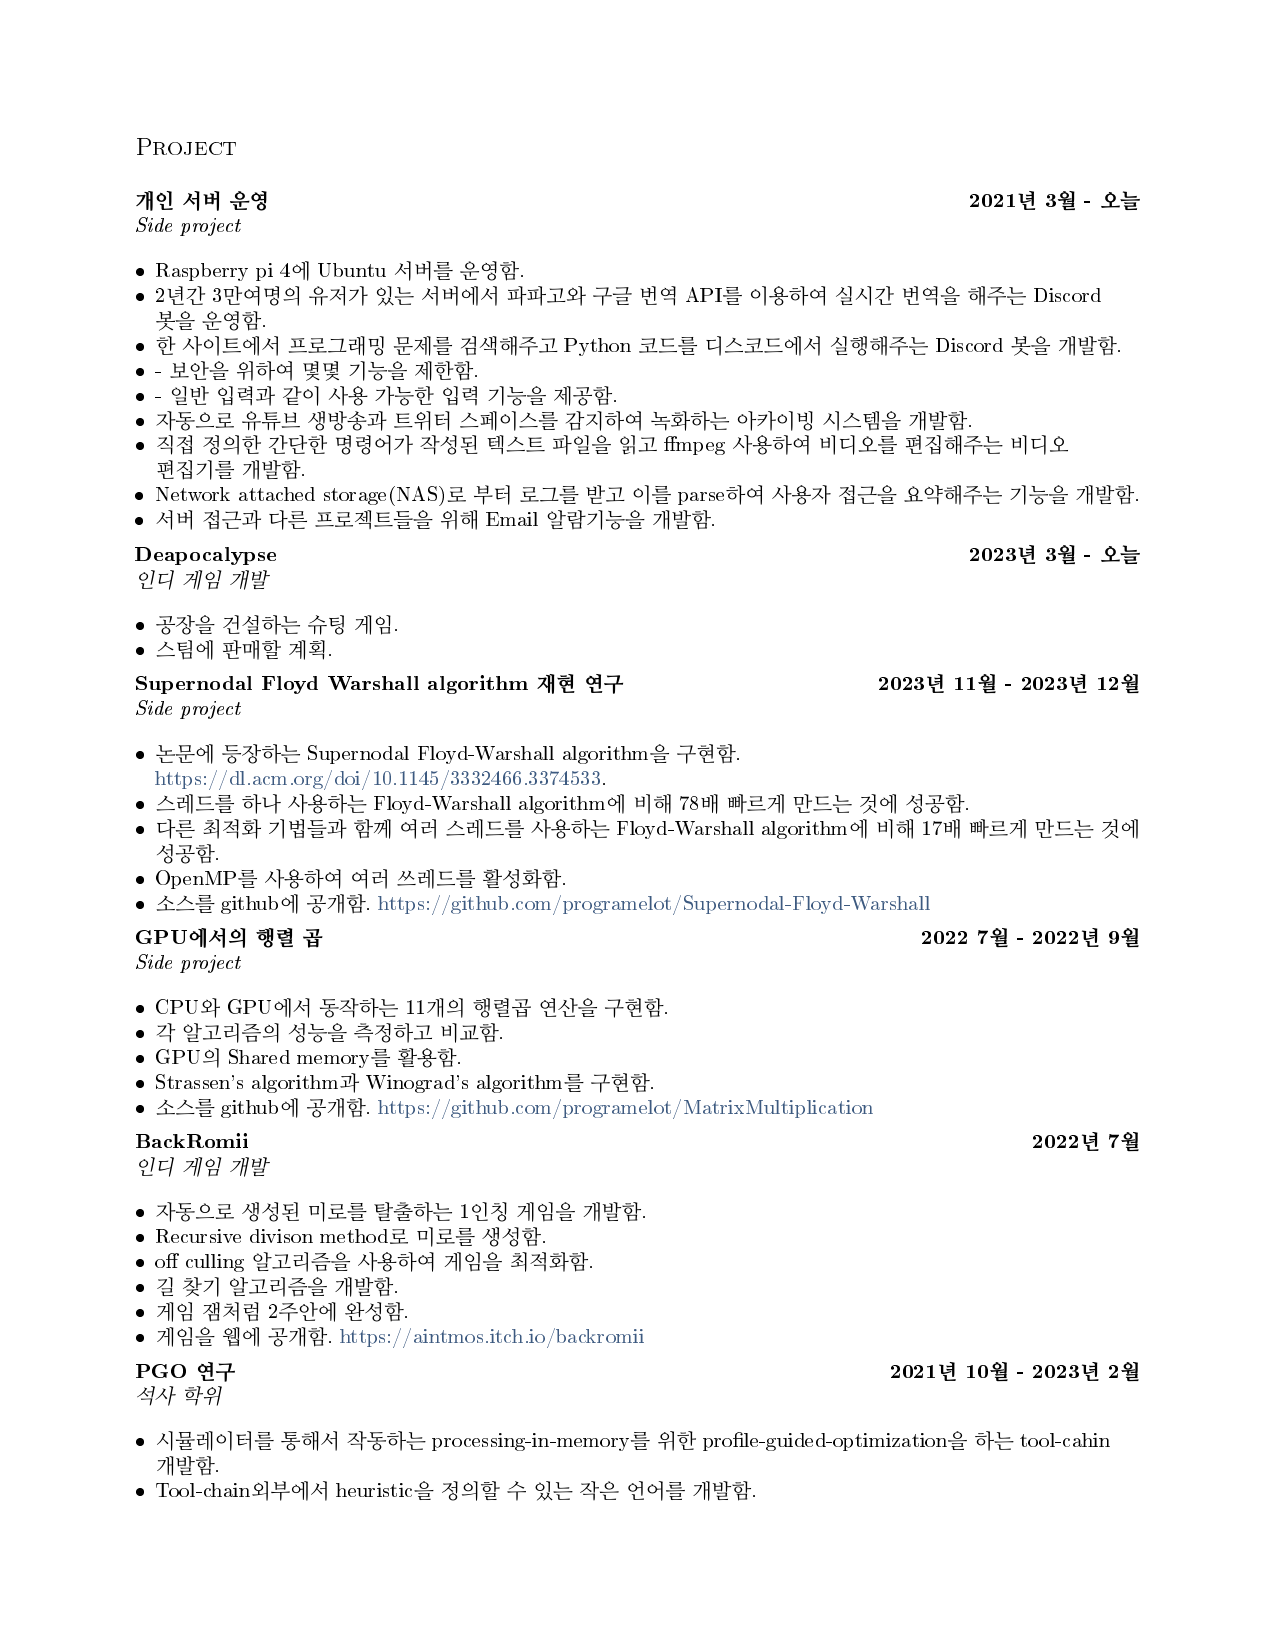 PROJECT
개인 서버 운영 2021년 3월 - 오늘
Side project
• Raspberry pi 4에 Ubuntu 서버를 운영함.
• 2년간 3만여명의 유저가 있는 서버에서 파파고와 구글 번역 API를 이용하여 실시간 번역을 해주는 Discord
봇을 운영함.
• 한 사이트에서 프로그래밍 문제를 검색해주고 Python 코드를 디스코드에서 실행해주는 Discord 봇을 개발함.
• - 보안을 위하여 몇몇 기능을 제한함.
• - 일반 입력과 같이 사용 가능한 입력 기능을 제공함.
• 자동으로 유튜브 생방송과 트위터 스페이스를 감지하여 녹화하는 아카이빙 시스템을 개발함.
• 직접 정의한 간단한 명령어가 작성된 텍스트 파일을 읽고 ffmpeg 사용하여 비디오를 편집해주는 비디오
편집기를 개발함.
• Network attached storage(NAS)로 부터 로그를 받고 이를 parse하여 사용자 접근을 요약해주는 기능을 개발함.
• 서버 접근과 다른 프로젝트들을 위해 Email 알람기능을 개발함.
Deapocalypse 2023년 3월 - 오늘
인디 게임 개발
• 공장을 건설하는 슈팅 게임.
• 스팀에 판매할 계획.
Supernodal Floyd Warshall algorithm 재현 연구 2023년 11월 - 2023년 12월
Side project
• 논문에 등장하는 Supernodal Floyd-Warshall algorithm을 구현함.
https://dl.acm.org/doi/10.1145/3332466.3374533.
• 스레드를 하나 사용하는 Floyd-Warshall algorithm에 비해 78배 빠르게 만드는 것에 성공함.
• 다른 최적화 기법들과 함께 여러 스레드를 사용하는 Floyd-Warshall algorithm에 비해 17배 빠르게 만드는 것에
성공함.
• OpenMP를 사용하여 여러 쓰레드를 활성화함.
• 소스를 github에 공개함. https://github.com/programelot/Supernodal-Floyd-Warshall
GPU에서의 행렬 곱 2022 7월 - 2022년 9월
Side project
• CPU와 GPU에서 동작하는 11개의 행렬곱 연산을 구현함.
• 각 알고리즘의 성능을 측정하고 비교함.
• GPU의 Shared memory를 활용함.
• Strassen's algorithm과 Winograd's algorithm를 구현함.
• 소스를 github에 공개함. https://github.com/programelot/MatrixMultiplication
BackRomii 2022년 7월
인디 게임 개발
• 자동으로 생성된 미로를 탈출하는 1인칭 게임을 개발함.
• Recursive divison method로 미로를 생성함.
• off culling 알고리즘을 사용하여 게임을 최적화함.
• 길 찾기 알고리즘을 개발함.
• 게임 잼처럼 2주안에 완성함.
• 게임을 웹에 공개함. https://aintmos.itch.io/backromii
PGO 연구 2021년 10월 - 2023년 2월
석사 학위
• 시뮬레이터를 통해서 작동하는 processing-in-memory를 위한 profile-guided-optimization을 하는 tool-cahin
개발함.
• Tool-chain외부에서 heuristic을 정의할 수 있는 작은 언어를 개발함.